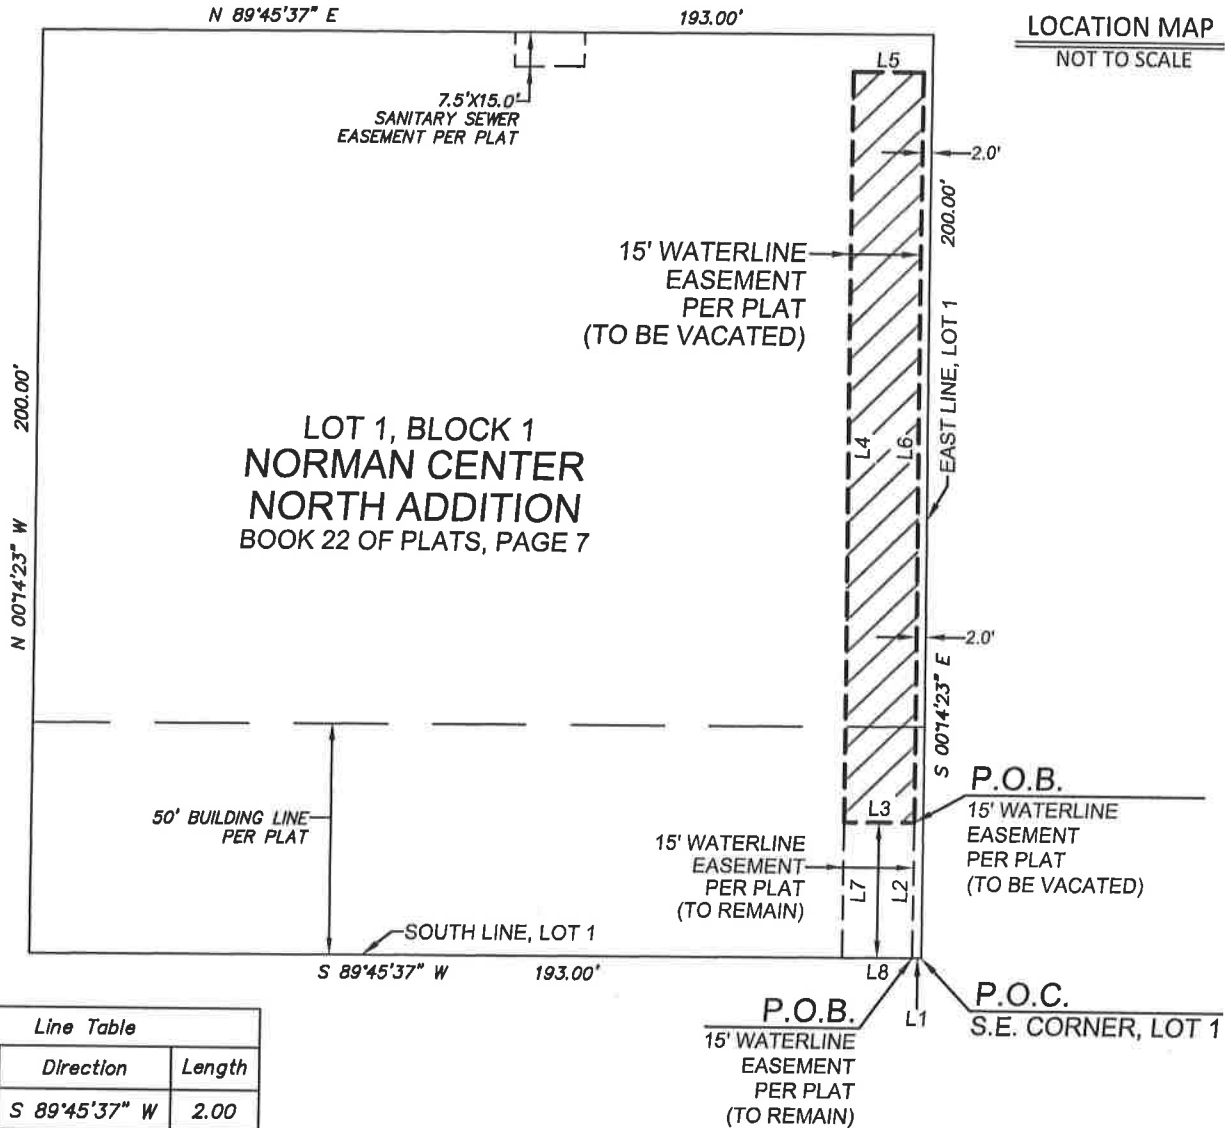 N 89°45'37" E
193.00'
LOCATION MAP
NOT TO SCALE
L5
7.5'X15.0'
SANITARY SEWER
EASEMENT PER PLAT
2.0'
200.00'
15' WATERLINE
EASEMENT
PER PLAT
(TO BE VACATED)
EAST LINE, LOT 1
200.00'
N 00°14'23" W
LOT 1, BLOCK 1
NORMAN CENTER
NORTH ADDITION
BOOK 22 OF PLATS, PAGE 7
L4
L6
2.0'
S 00°14'23" E
50' BUILDING LINE
PER PLAT
P.O.B.
15' WATERLINE
EASEMENT
PER PLAT
(TO BE VACATED)
L3
15' WATERLINE
EASEMENT
PER PLAT
(TO REMAIN)
L7
L2
SOUTH LINE, LOT 1
S 89°45'37" W
193.00'
L8
L1
P.O.B.
15' WATERLINE
EASEMENT
PER PLAT
(TO REMAIN)
P.O.C.
S.E. CORNER, LOT 1
Line Table
Direction Length
S 89°45'37" W 2.00